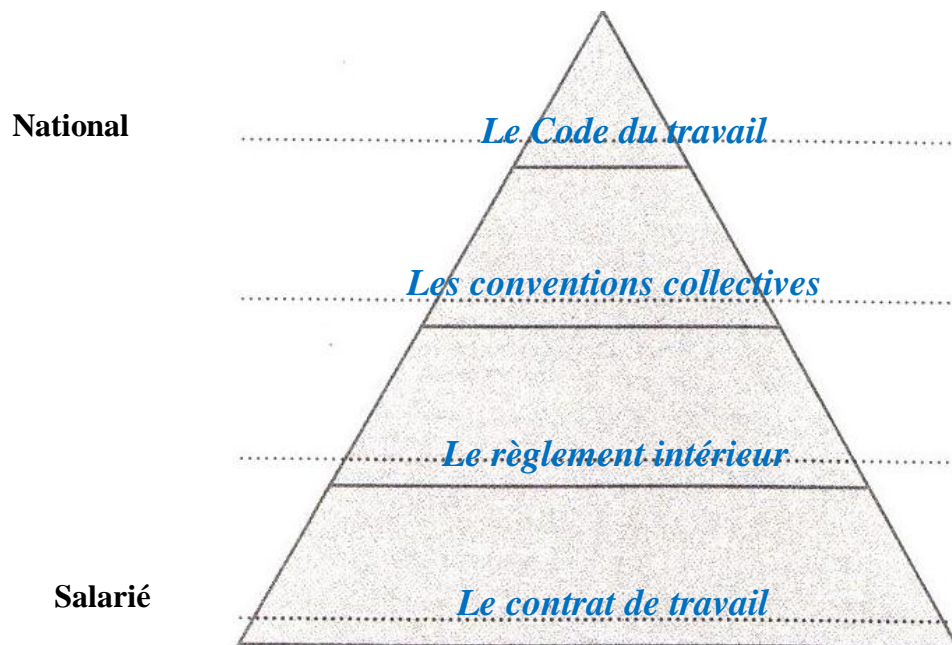 National
Le Code du travail
Les conventions collectives
Le règlement intérieur
Salarié
Le contrat de travail